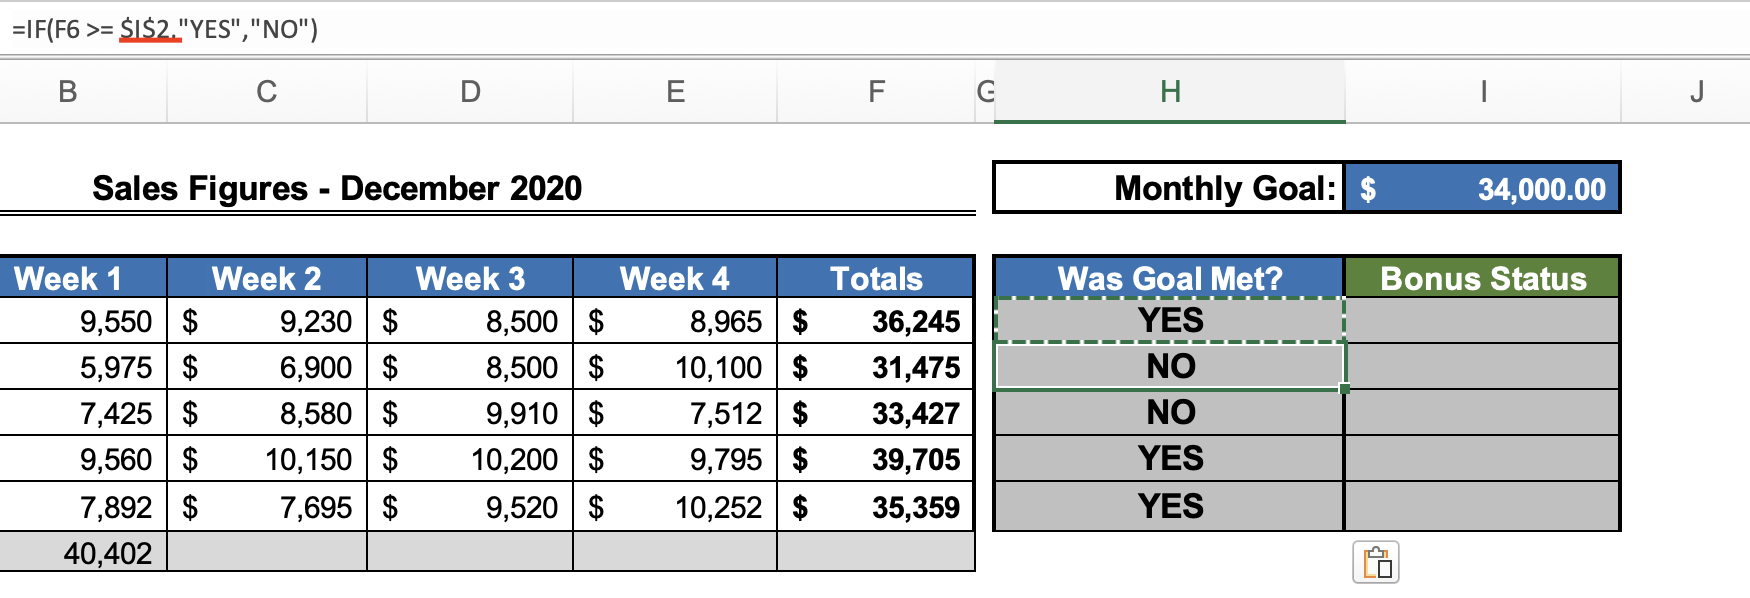 =IF(F6 >= $I$2,"YES","NO")
B C D E F G H I J
Sales Figures - December 2020 Monthly Goal: $ 34,000.00
Week 1 Week 2 Week 3 Week 4 Totals Was Goal Met? Bonus Status
9,550 $ 9,230 $ 8,500 $ 8,965 $ 36,245 YES
5,975 $ 6,900 $ 8,500 $ 10,100 $ 31,475 NO
7,425 $ 8,580 $ 9,910 $ 7,512 $ 33,427 NO
9,560 $ 10,150 $ 10,200 $ 9,795 $ 39,705 YES
7,892 $ 7,695 $ 9,520 $ 10,252 $ 35,359 YES
40,402